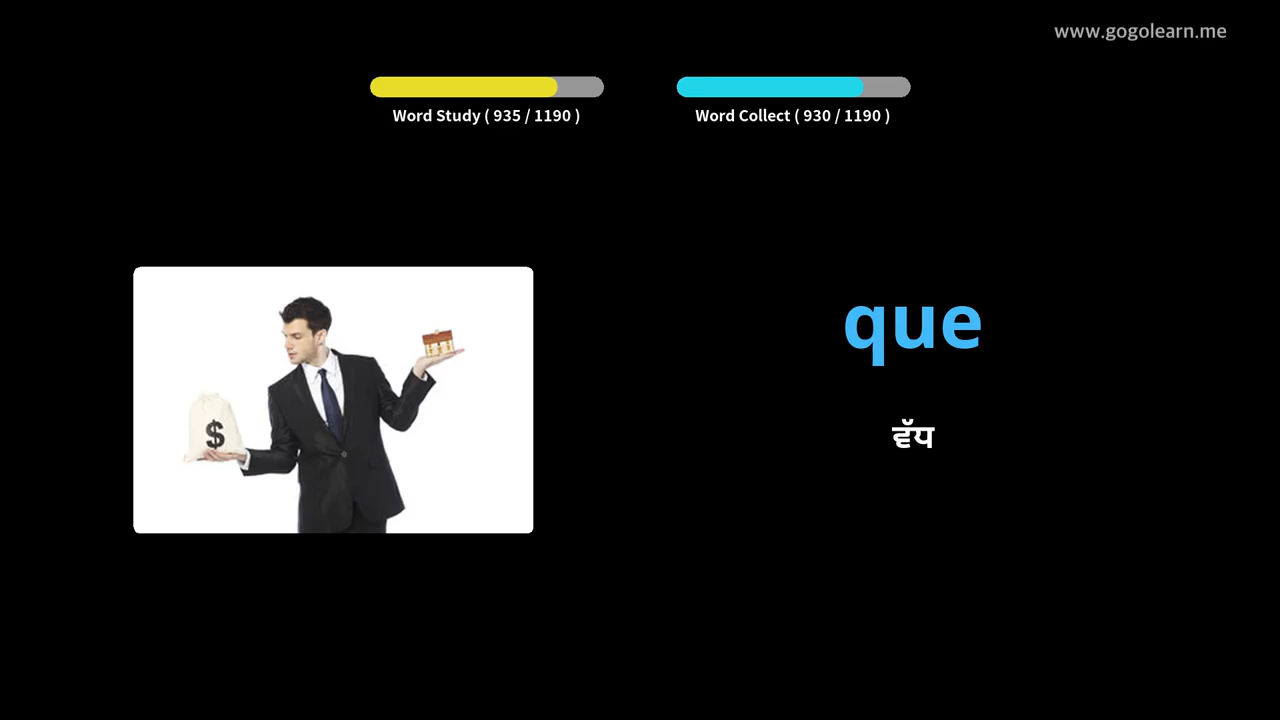 www.gogolearn.me
Word Study ( 935 / 1190 )
Word Collect ( 930 / 1190 )
$
que
ਵੱਧ